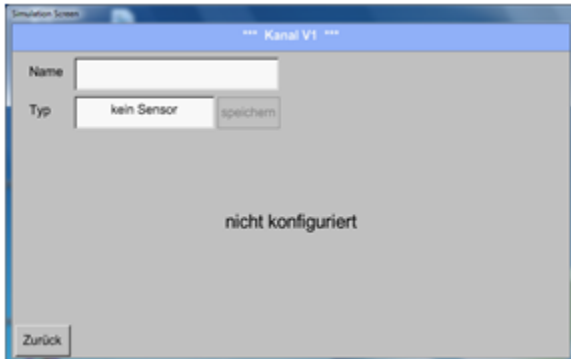 Simulation Screen
*** Kanal V1 ***
Name
Typ kein Sensor speichern
nicht konfiguriert
Zurück